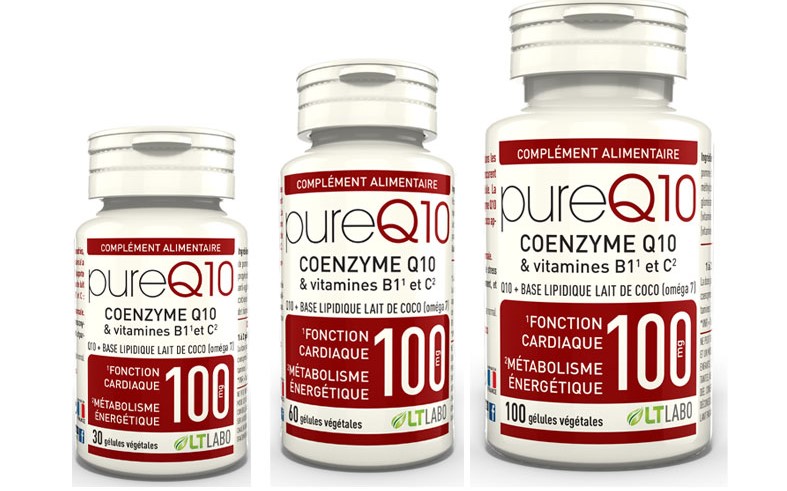 COMPLÉMENT ALIMENTAIRE
pureQ10
COENZYME Q10
& vitamines B1¹et C²
Q10 + BASE LIPIDIQUE LAIT DE COCO (oméga 7)
¹FONCTION
CARDIAQUE
²MÉTABOLISME
ÉNERGÉTIQUE
100 mg
30 gélules végétales
LTLABO
COMPLÉMENT ALIMENTAIRE
pureQ10
COENZYME Q10
& vitamines B1¹ et C²
Q10 + BASE LIPIDIQUE LAIT DE COCO (oméga 7)
¹FONCTION
CARDIAQUE
²MÉTABOLISME
ÉNERGÉTIQUE
100 mg
60 gélules végétales
LTLABO
COMPLÉMENT ALIMENTAIRE
pureQ10
COENZYME Q10
& vitamines B1¹ et C²
Q10 + BASE LIPIDIQUE LAIT DE COCO (oméga 7)
¹FONCTION
CARDIAQUE
²MÉTABOLISME
ÉNERGÉTIQUE
100 mg
100 gélules végétales
LTLABO